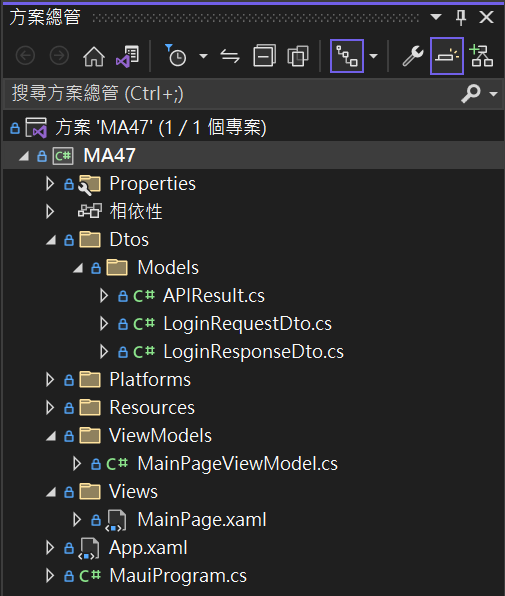 方案總管
搜尋方案總管 (Ctrl+;)
方案 'MA47' (1 / 1 個專案)
C# MA47
Properties
相依性
Dtos
Models
C# APIResult.cs
C# LoginRequestDto.cs
C# LoginResponseDto.cs
Platforms
Resources
ViewModels
C# MainPageViewModel.cs
Views
MainPage.xaml
App.xaml
C# MauiProgram.cs